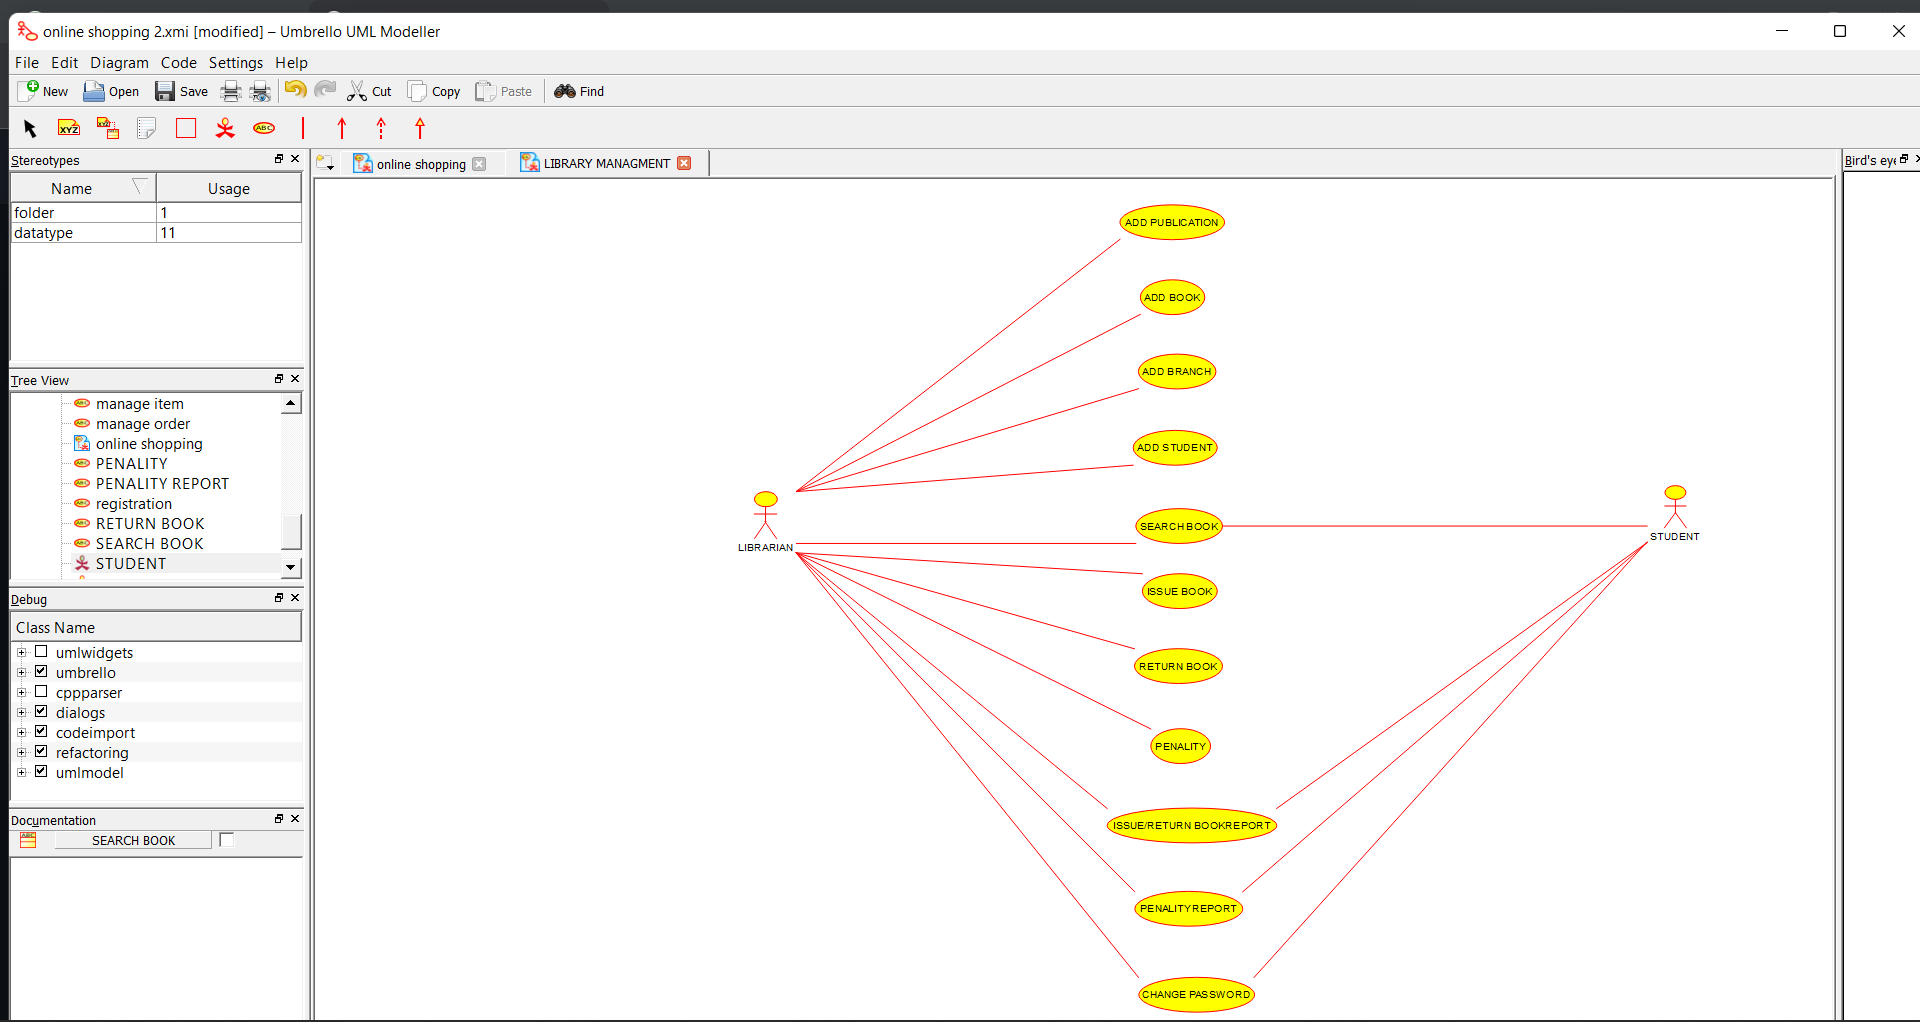 online shopping 2.xmi [modified] – Umbrello UML Modeller
File Edit Diagram Code Settings Help
New Open Save Cut Copy Paste Find
XYZ XYZ ABC
Stereotypes
Name Usage
folder 1
datatype 11
Tree View
manage item
manage order
online shopping
PENALITY
PENALITY REPORT
registration
RETURN BOOK
SEARCH BOOK
STUDENT
Debug
Class Name
umlwidgets
umbrello
cppparser
dialogs
codeimport
refactoring
umlmodel
Documentation
SEARCH BOOK
online shopping LIBRARY MANAGMENT
ADD PUBLICATION
ADD BOOK
ADD BRANCH
ADD STUDENT
SEARCH BOOK
ISSUE BOOK
RETURN BOOK
PENALITY
ISSUE/RETURN BOOKREPORT
PENALITYREPORT
CHANGE PASSWORD
LIBRARIAN
STUDENT
Bird's eye